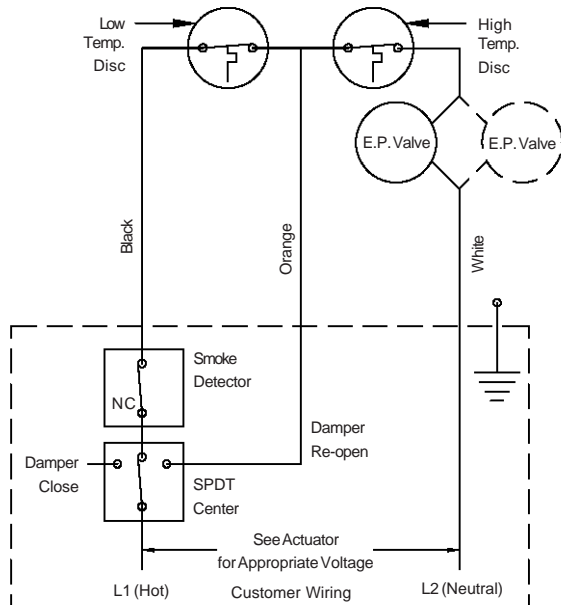 Low
Temp.
Disc
High
Temp.
Disc
E.P. Valve
E.P. Valve
Black
Orange
White
Smoke
Detector
NC
Damper
Re-open
Damper
Close
SPDT
Center
See Actuator
for Appropriate Voltage
L1 (Hot)
Customer Wiring
L2 (Neutral)